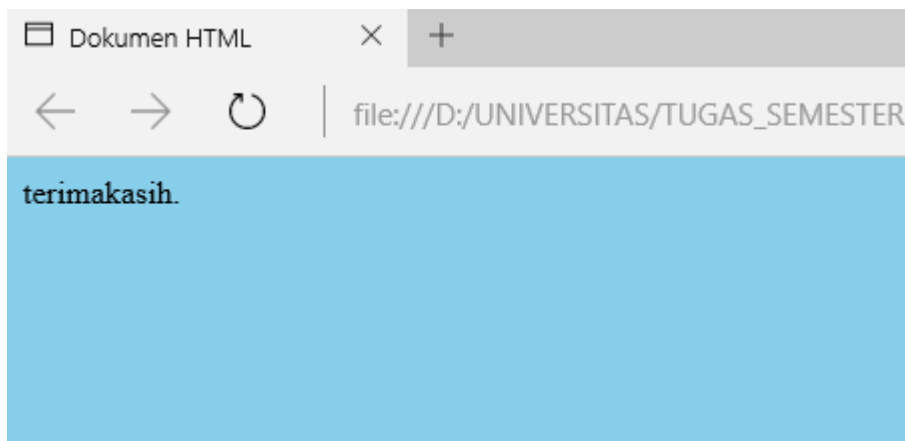 Dokumen HTML
file:///D:/UNIVERSITAS/TUGAS_SEMESTER
terimakasih.